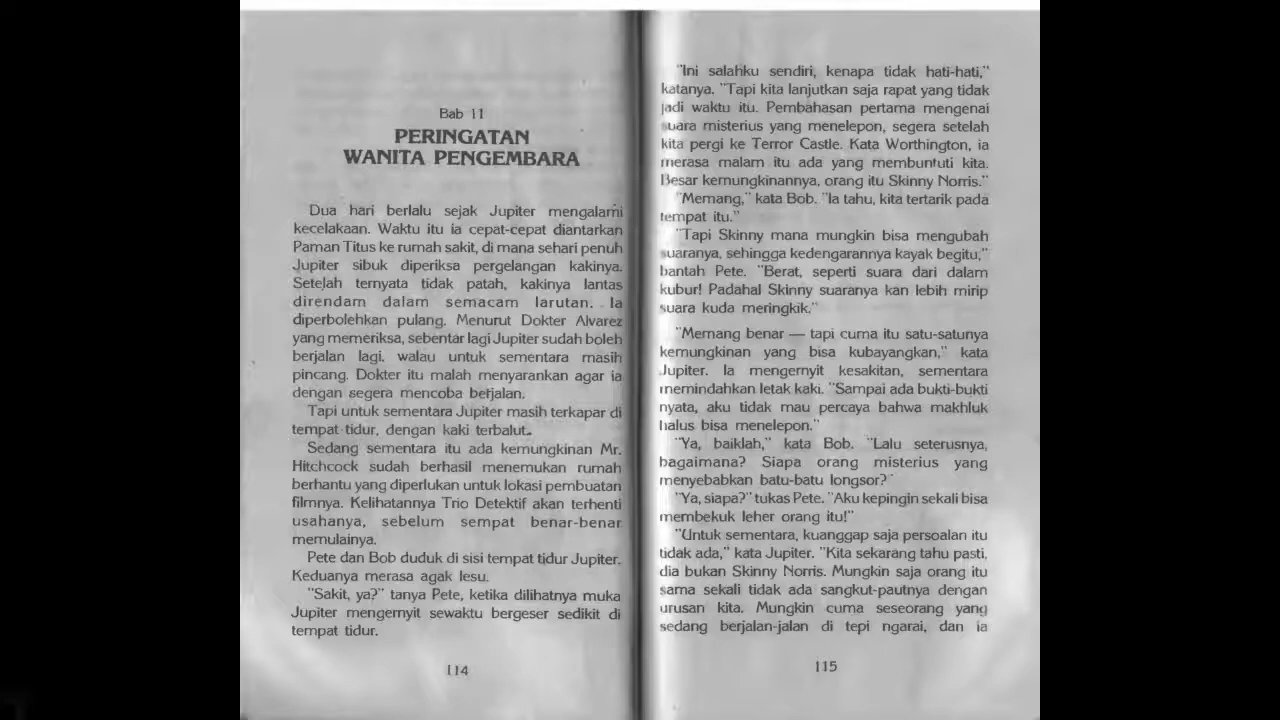 Bab 11
PERINGATAN
WANITA PENGEMBARA
Dua hari berlalu sejak Jupiter mengalami
kecelakaan. Waktu itu ia cepat-cepat diantarkan
Paman Titus ke rumah sakit, di mana sehari penuh
Jupiter sibuk diperiksa pergelangan kakinya.
Setelah ternyata tidak patah, kakinya lantas
direndam dalam semacam larutan. Ia
diperbolehkan pulang. Menurut Dokter Alvarez
yang memeriksa, sebentar lagi Jupiter sudah boleh
berjalan lagi, walau untuk sementara masih
pincang. Dokter itu malah menyarankan agar ia
dengan segera mencoba berjalan.
Tapi untuk sementara Jupiter masih terkapar di
tempat tidur, dengan kaki terbalut.
Sedang sementara itu ada kemungkinan Mr.
Hitchcock sudah berhasil menemukan rumah
berhantu yang diperlukan untuk lokasi pembuatan
filmnya. Kelihatannya Trio Detektif akan terhenti
usahanya, sebelum sempat benar-benar
memulainya.
Pete dan Bob duduk di sisi tempat tidur Jupiter.
Keduanya merasa agak lesu.
"Sakit, ya?" tanya Pete, ketika dilihatnya muka
Jupiter mengernyit sewaktu bergeser sedikit di
tempat tidur.
114
"Ini salahku sendiri, kenapa tidak hati-hati,"
katanya. "Tapi kita lanjutkan saja rapat yang tidak
jadi waktu itu. Pembahasan pertama mengenai
suara misterius yang menelepon, segera setelah
kita pergi ke Terror Castle. Kata Worthington, ia
merasa malam itu ada yang membuntuti kita.
Besar kemungkinannya, orang itu Skinny Norris."
"Memang," kata Bob. "Ia tahu, kita tertarik pada
tempat itu."
"Tapi Skinny mana mungkin bisa mengubah
suaranya, sehingga kedengarannya kayak begitu,"
bantah Pete. "Berat, seperti suara dari dalam
kubur! Padahal Skinny suaranya kan lebih mirip
suara kuda meringkik."
"Memang benar — tapi cuma itu satu-satunya
kemungkinan yang bisa kubayangkan," kata
Jupiter. Ia mengernyit kesakitan, sementara
memindahkan letak kaki. "Sampai ada bukti-bukti
nyata, aku tidak mau percaya bahwa makhluk
halus bisa menelepon."
"Ya, baiklah," kata Bob. "Lalu seterusnya,
bagaimana? Siapa orang misterius yang
menyebabkan batu-batu longsor?"
"Ya, siapa?" tukas Pete. "Aku kepingin sekali bisa
membekuk leher orang itu!"
"Untuk sementara, kuanggap saja persoalan itu
tidak ada," kata Jupiter. "Kita sekarang tahu pasti,
dia bukan Skinny Norris. Mungkin saja orang itu
sama sekali tidak ada sangkut-pautnya dengan
urusan kita. Mungkin cuma seseorang yang
sedang berjalan-jalan di tepi ngarai, dan ia
115